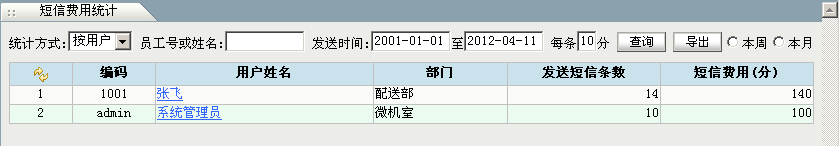 短信费用统计
统计方式: 按用户 员工号或姓名: 发送时间: 2001-01-01 至 2012-04-11 每条 10 分 查询 导出 本周 本月
编码 用户姓名 部门 发送短信条数 短信费用(分)
1 1001 张飞 配送部 14 140
2 admin 系统管理员 微机室 10 100